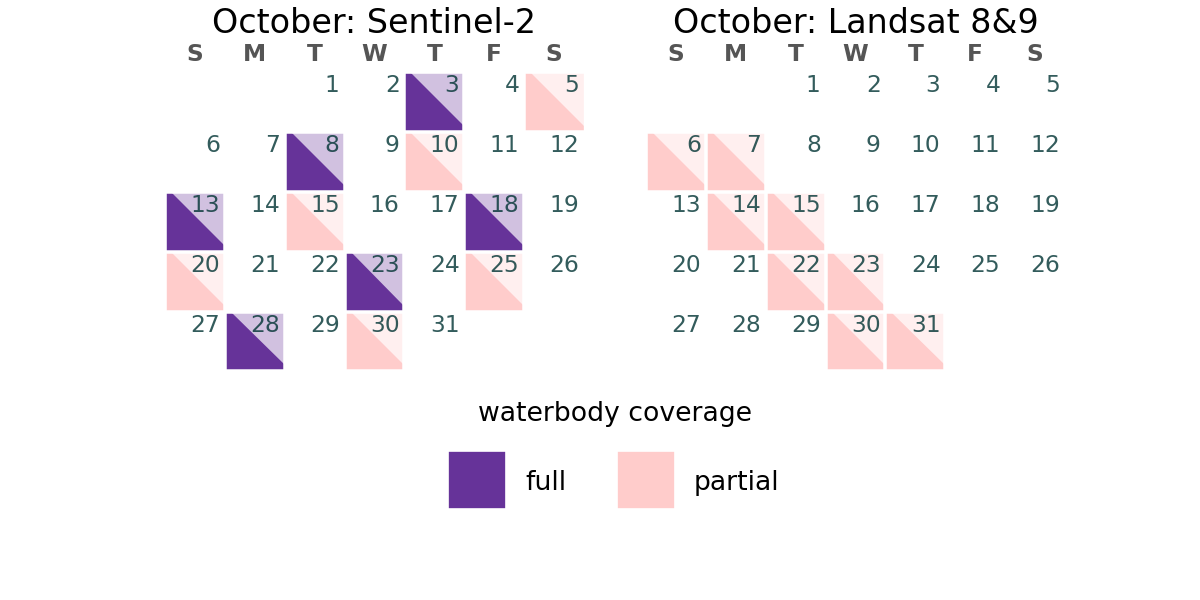 October: Sentinel-2
S M T W T F S
1 2 3 4 5
6 7 8 9 10 11 12
13 14 15 16 17 18 19
20 21 22 23 24 25 26
27 28 29 30 31
October: Landsat 8&9
S M T W T F S
1 2 3 4 5
6 7 8 9 10 11 12
13 14 15 16 17 18 19
20 21 22 23 24 25 26
27 28 29 30 31
waterbody coverage
full partial